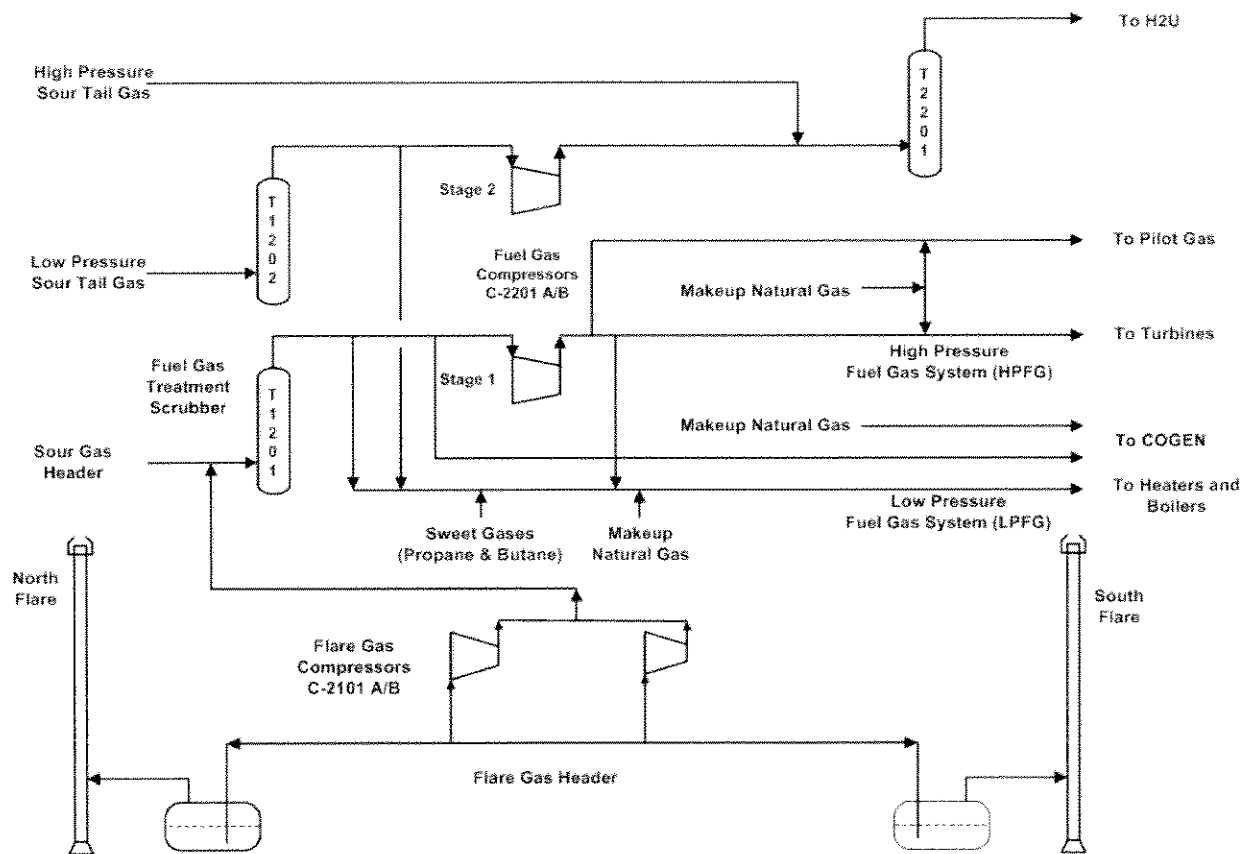 To H2U
High Pressure
Sour Tail Gas
T
2
2
0
1
Stage 2
T
1
2
0
2
Low Pressure
Sour Tail Gas
Fuel Gas
Compressors
C-2201 A/B
To Pilot Gas
Makeup Natural Gas
To Turbines
High Pressure
Fuel Gas System (HPFG)
Fuel Gas
Treatment
Scrubber
Stage 1
T
1
2
0
1
Makeup Natural Gas
To COGEN
Sour Gas
Header
To Heaters and
Boilers
Low Pressure
Fuel Gas System (LPFG)
Sweet Gases
(Propane & Butane)
Makeup
Natural Gas
North
Flare
South
Flare
Flare Gas
Compressors
C-2101 A/B
Flare Gas Header